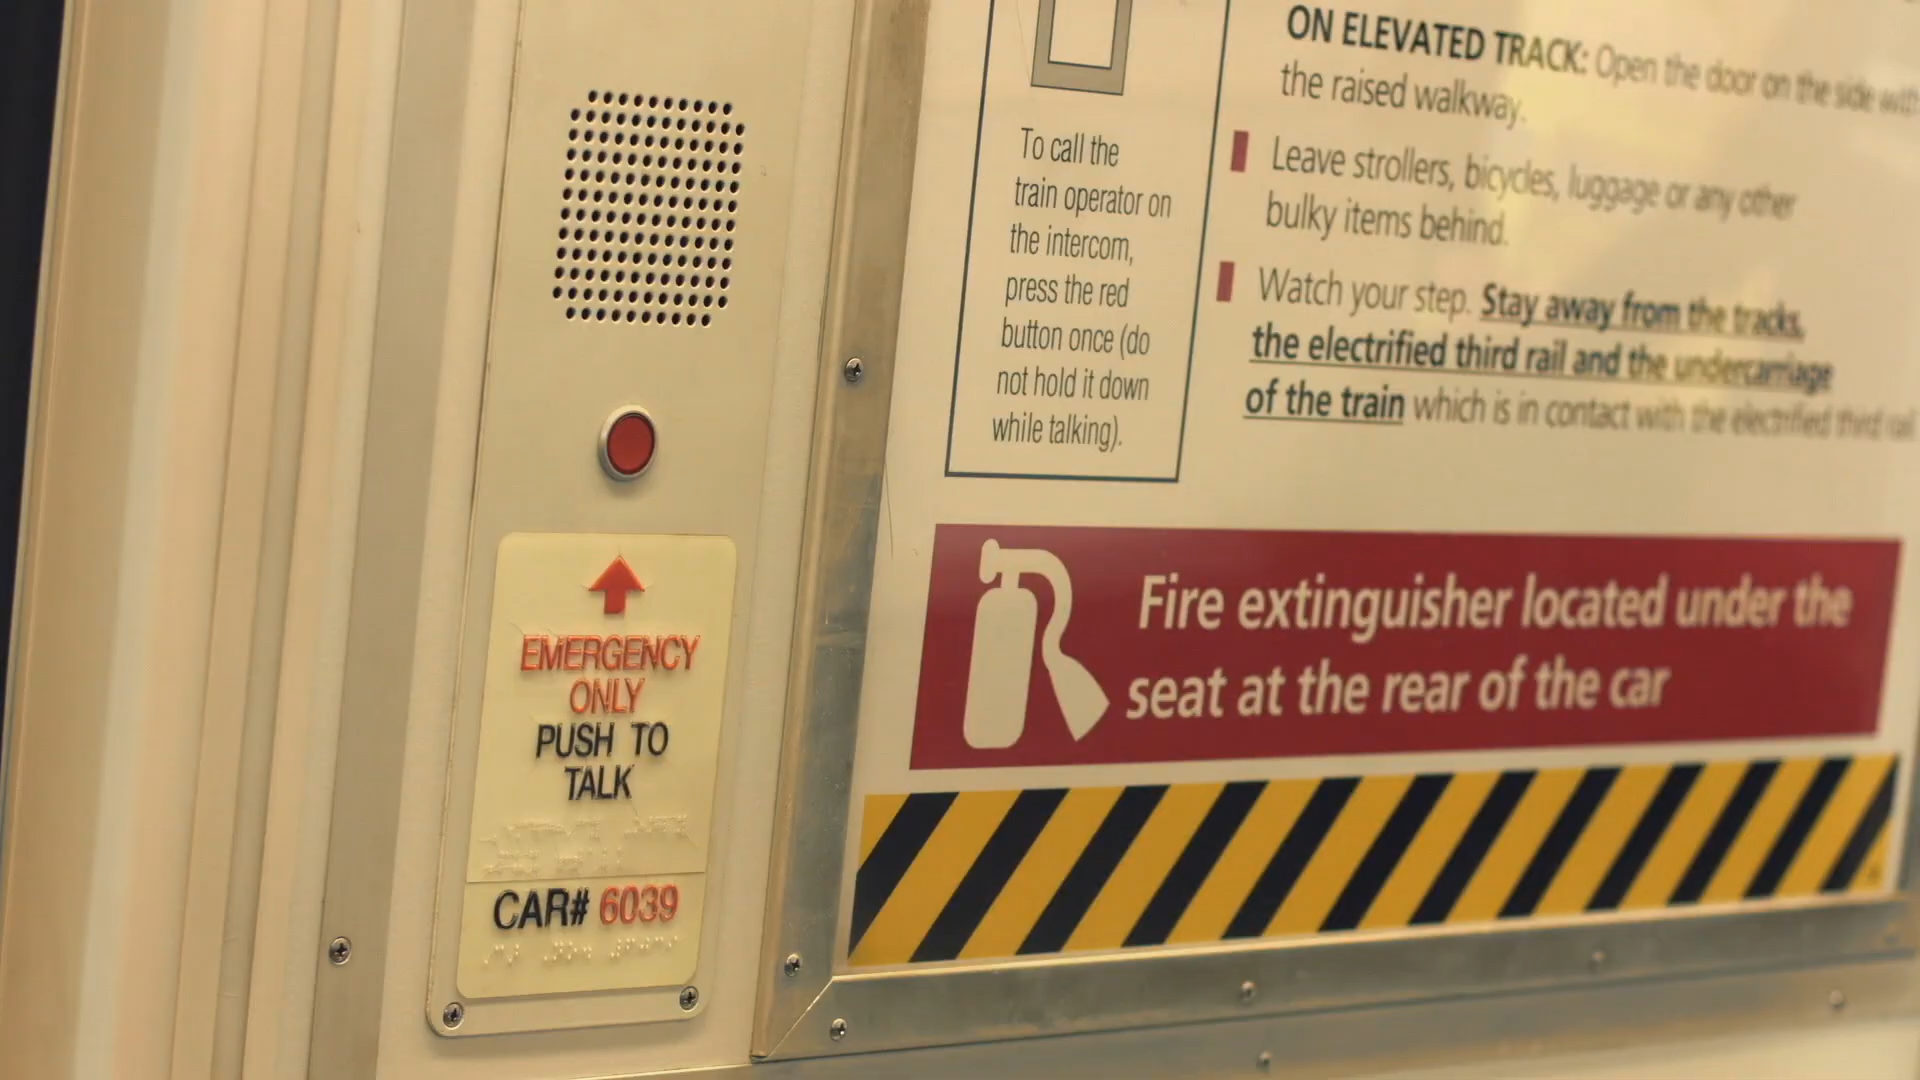 EMERGENCY
ONLY
PUSH TO
TALK
CAR# 6039
To call the
train operator on
the intercom,
press the red
button once (do
not hold it down
while talking).
ON ELEVATED TRACK: Open the door on the side with
the raised walkway.
Leave strollers, bicycles, luggage or any other
bulky items behind.
Watch your step. Stay away from the tracks,
the electrified third rail and the undercarriage
of the train which is in contact with the electrified third rail
Fire extinguisher located under the
seat at the rear of the car